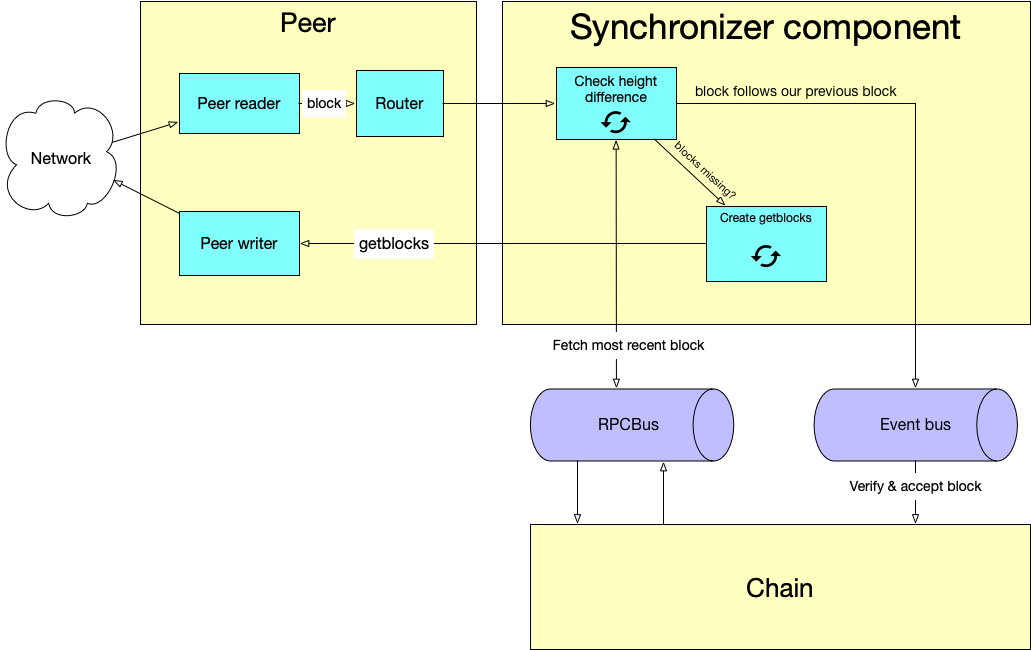 Peer
Synchronizer component
Peer reader
block
Router
Check height
difference
block follows our previous block
Network
blocks missing?
Create getblocks
Peer writer
getblocks
Fetch most recent block
RPCBus
Event bus
Verify & accept block
Chain